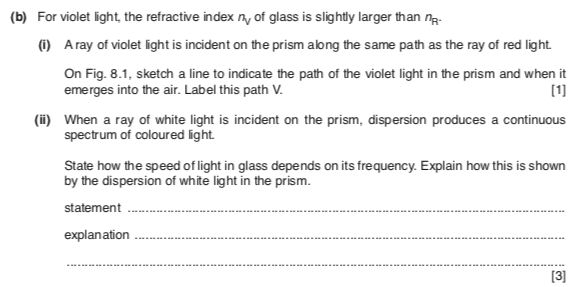 (b) For violet light, the refractive index nV of glass is slightly larger than nR.
(i) A ray of violet light is incident on the prism along the same path as the ray of red light.
On Fig. 8.1, sketch a line to indicate the path of the violet light in the prism and when it
emerges into the air. Label this path V. [1]
(ii) When a ray of white light is incident on the prism, dispersion produces a continuous
spectrum of coloured light.
State how the speed of light in glass depends on its frequency. Explain how this is shown
by the dispersion of white light in the prism.
statement
explanation
[3]